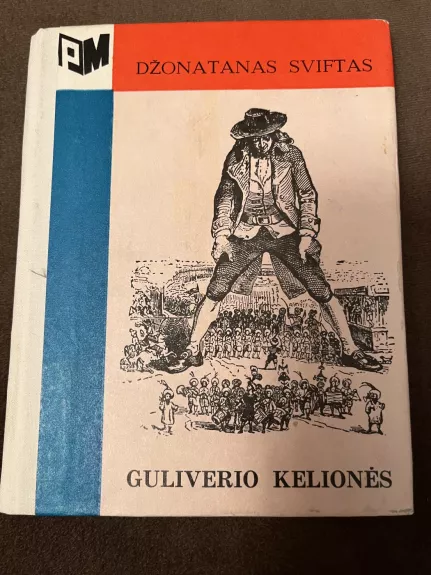 PM
DŽONATANAS SVIFTAS
GULIVERIO KELIONĖS